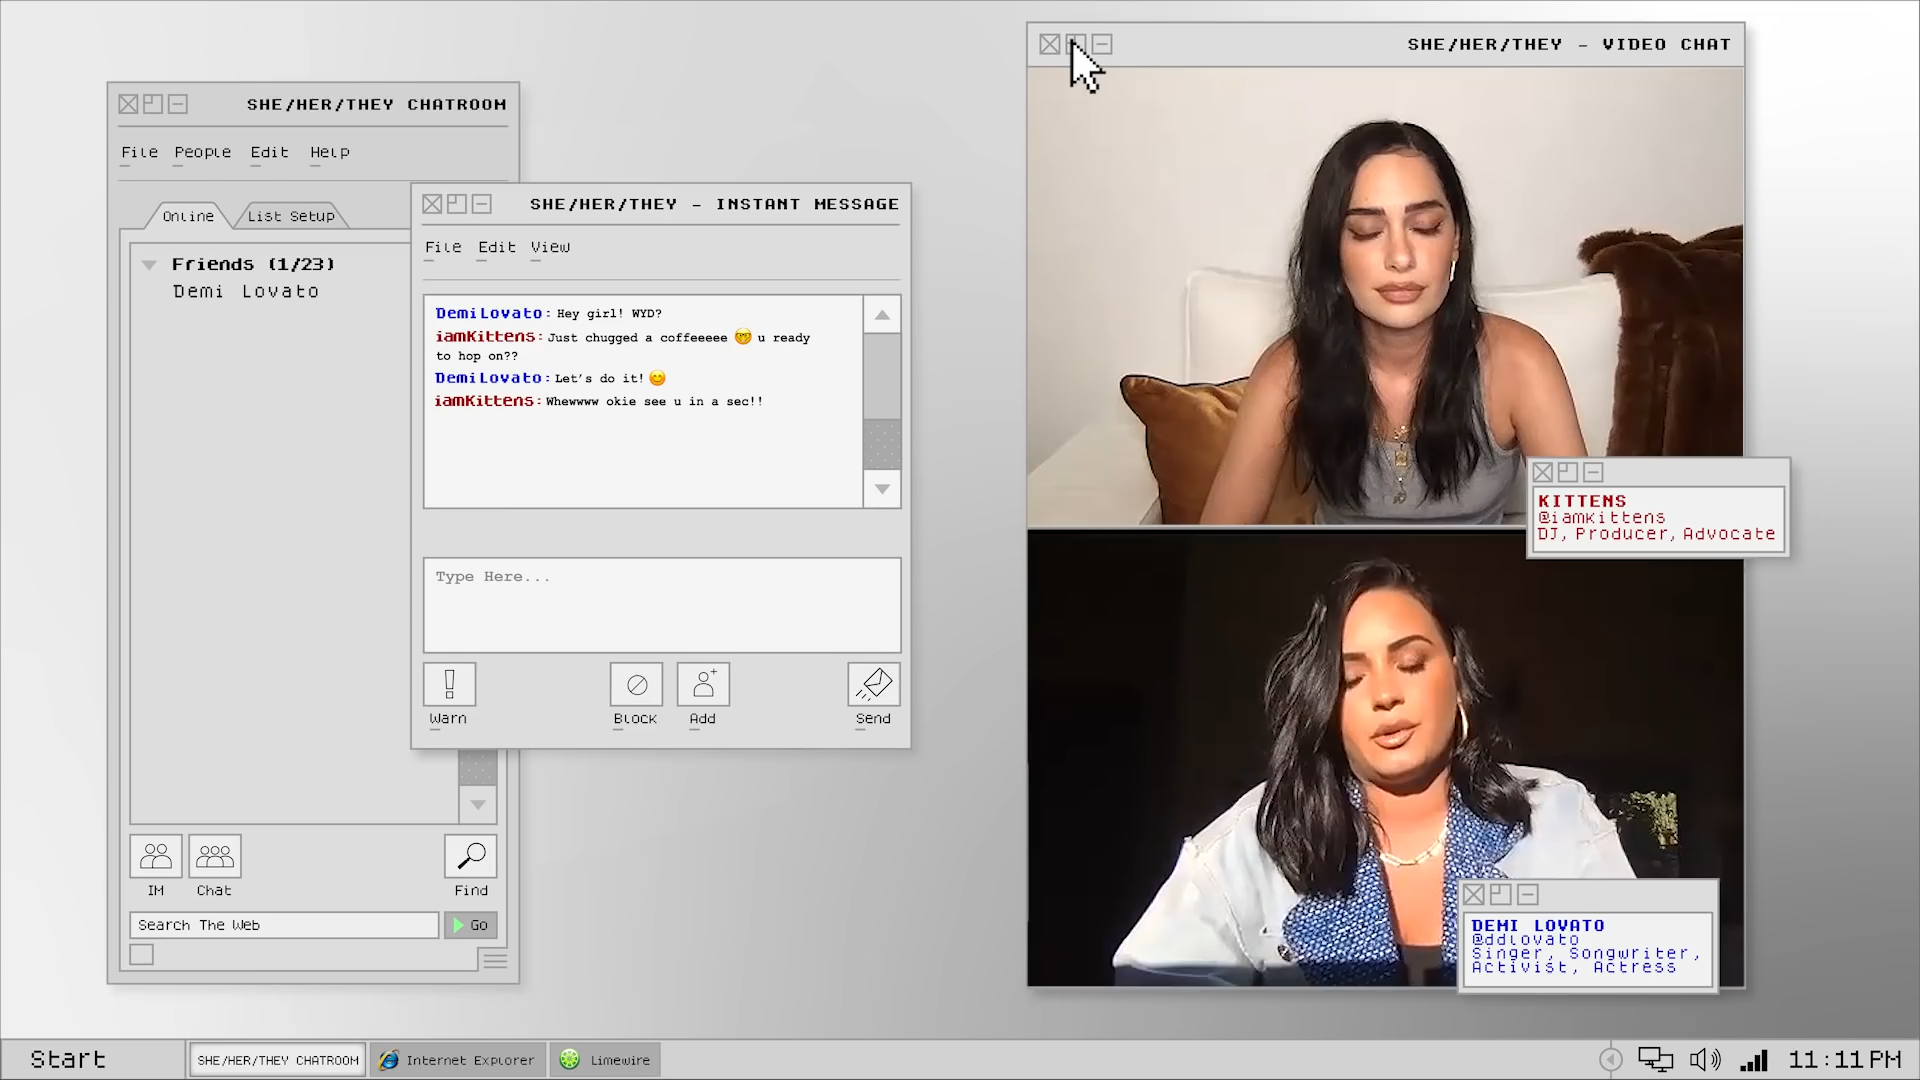 SHE/HER/THEY CHATROOM
File People Edit Help
Online List Setup
Friends (1/23)
Demi Lovato
IM Chat Find
Search The Web Go
SHE/HER/THEY - INSTANT MESSAGE
File Edit View
DemiLovato: Hey girl! WYD?
iamKittens: Just chugged a coffeeeee 🤓 u ready
to hop on??
DemiLovato: Let's do it! 😊
iamKittens: Whewwww okie see u in a sec!!
Type Here...
Warn Block Add Send
SHE/HER/THEY - VIDEO CHAT
KITTENS
@iamkittens
DJ, Producer, Advocate
DEMI LOVATO
@ddlovato
Singer, Songwriter,
Activist, Actress
Start SHE/HER/THEY CHATROOM Internet Explorer Limewire 11:11 PM